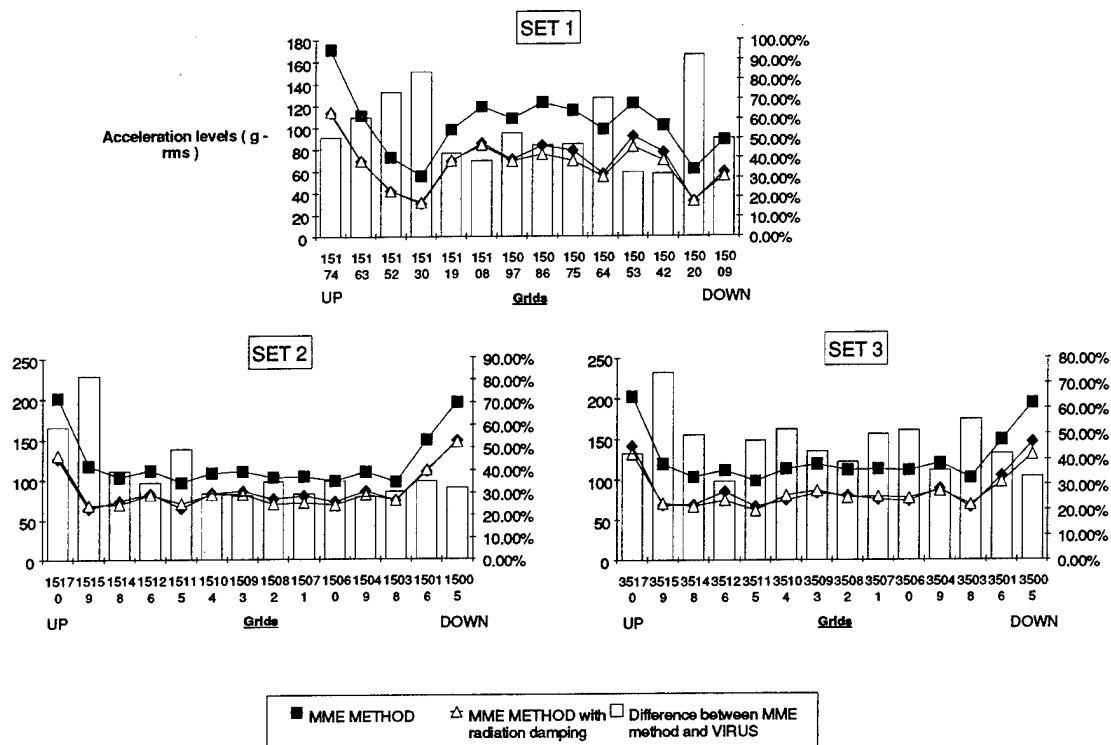 SET 1
Acceleration levels ( g -
rms )
180
160
140
120
100
80
60
40
20
0
100.00%
90.00%
80.00%
70.00%
60.00%
50.00%
40.00%
30.00%
20.00%
10.00%
0.00%
151 151 151 151 151 151 150 150 150 150 150 150 150 150
74 63 52 30 19 08 97 86 75 64 53 42 20 09
UP Grids DOWN
SET 2
250
200
150
100
50
0
90.00%
80.00%
70.00%
60.00%
50.00%
40.00%
30.00%
20.00%
10.00%
0.00%
1517 1515 1514 1512 1511 1510 1509 1508 1507 1506 1504 1503 1501 1500
0 9 8 6 5 4 3 2 1 0 9 8 6 5
UP Grids DOWN
SET 3
250
200
150
100
50
0
80.00%
70.00%
60.00%
50.00%
40.00%
30.00%
20.00%
10.00%
0.00%
3517 3515 3514 3512 3511 3510 3509 3508 3507 3506 3504 3503 3501 3500
0 9 8 6 5 4 3 2 1 0 9 8 6 5
UP Grids DOWN
MME METHOD
MME METHOD with
radiation damping
Difference between MME
method and VIRUS